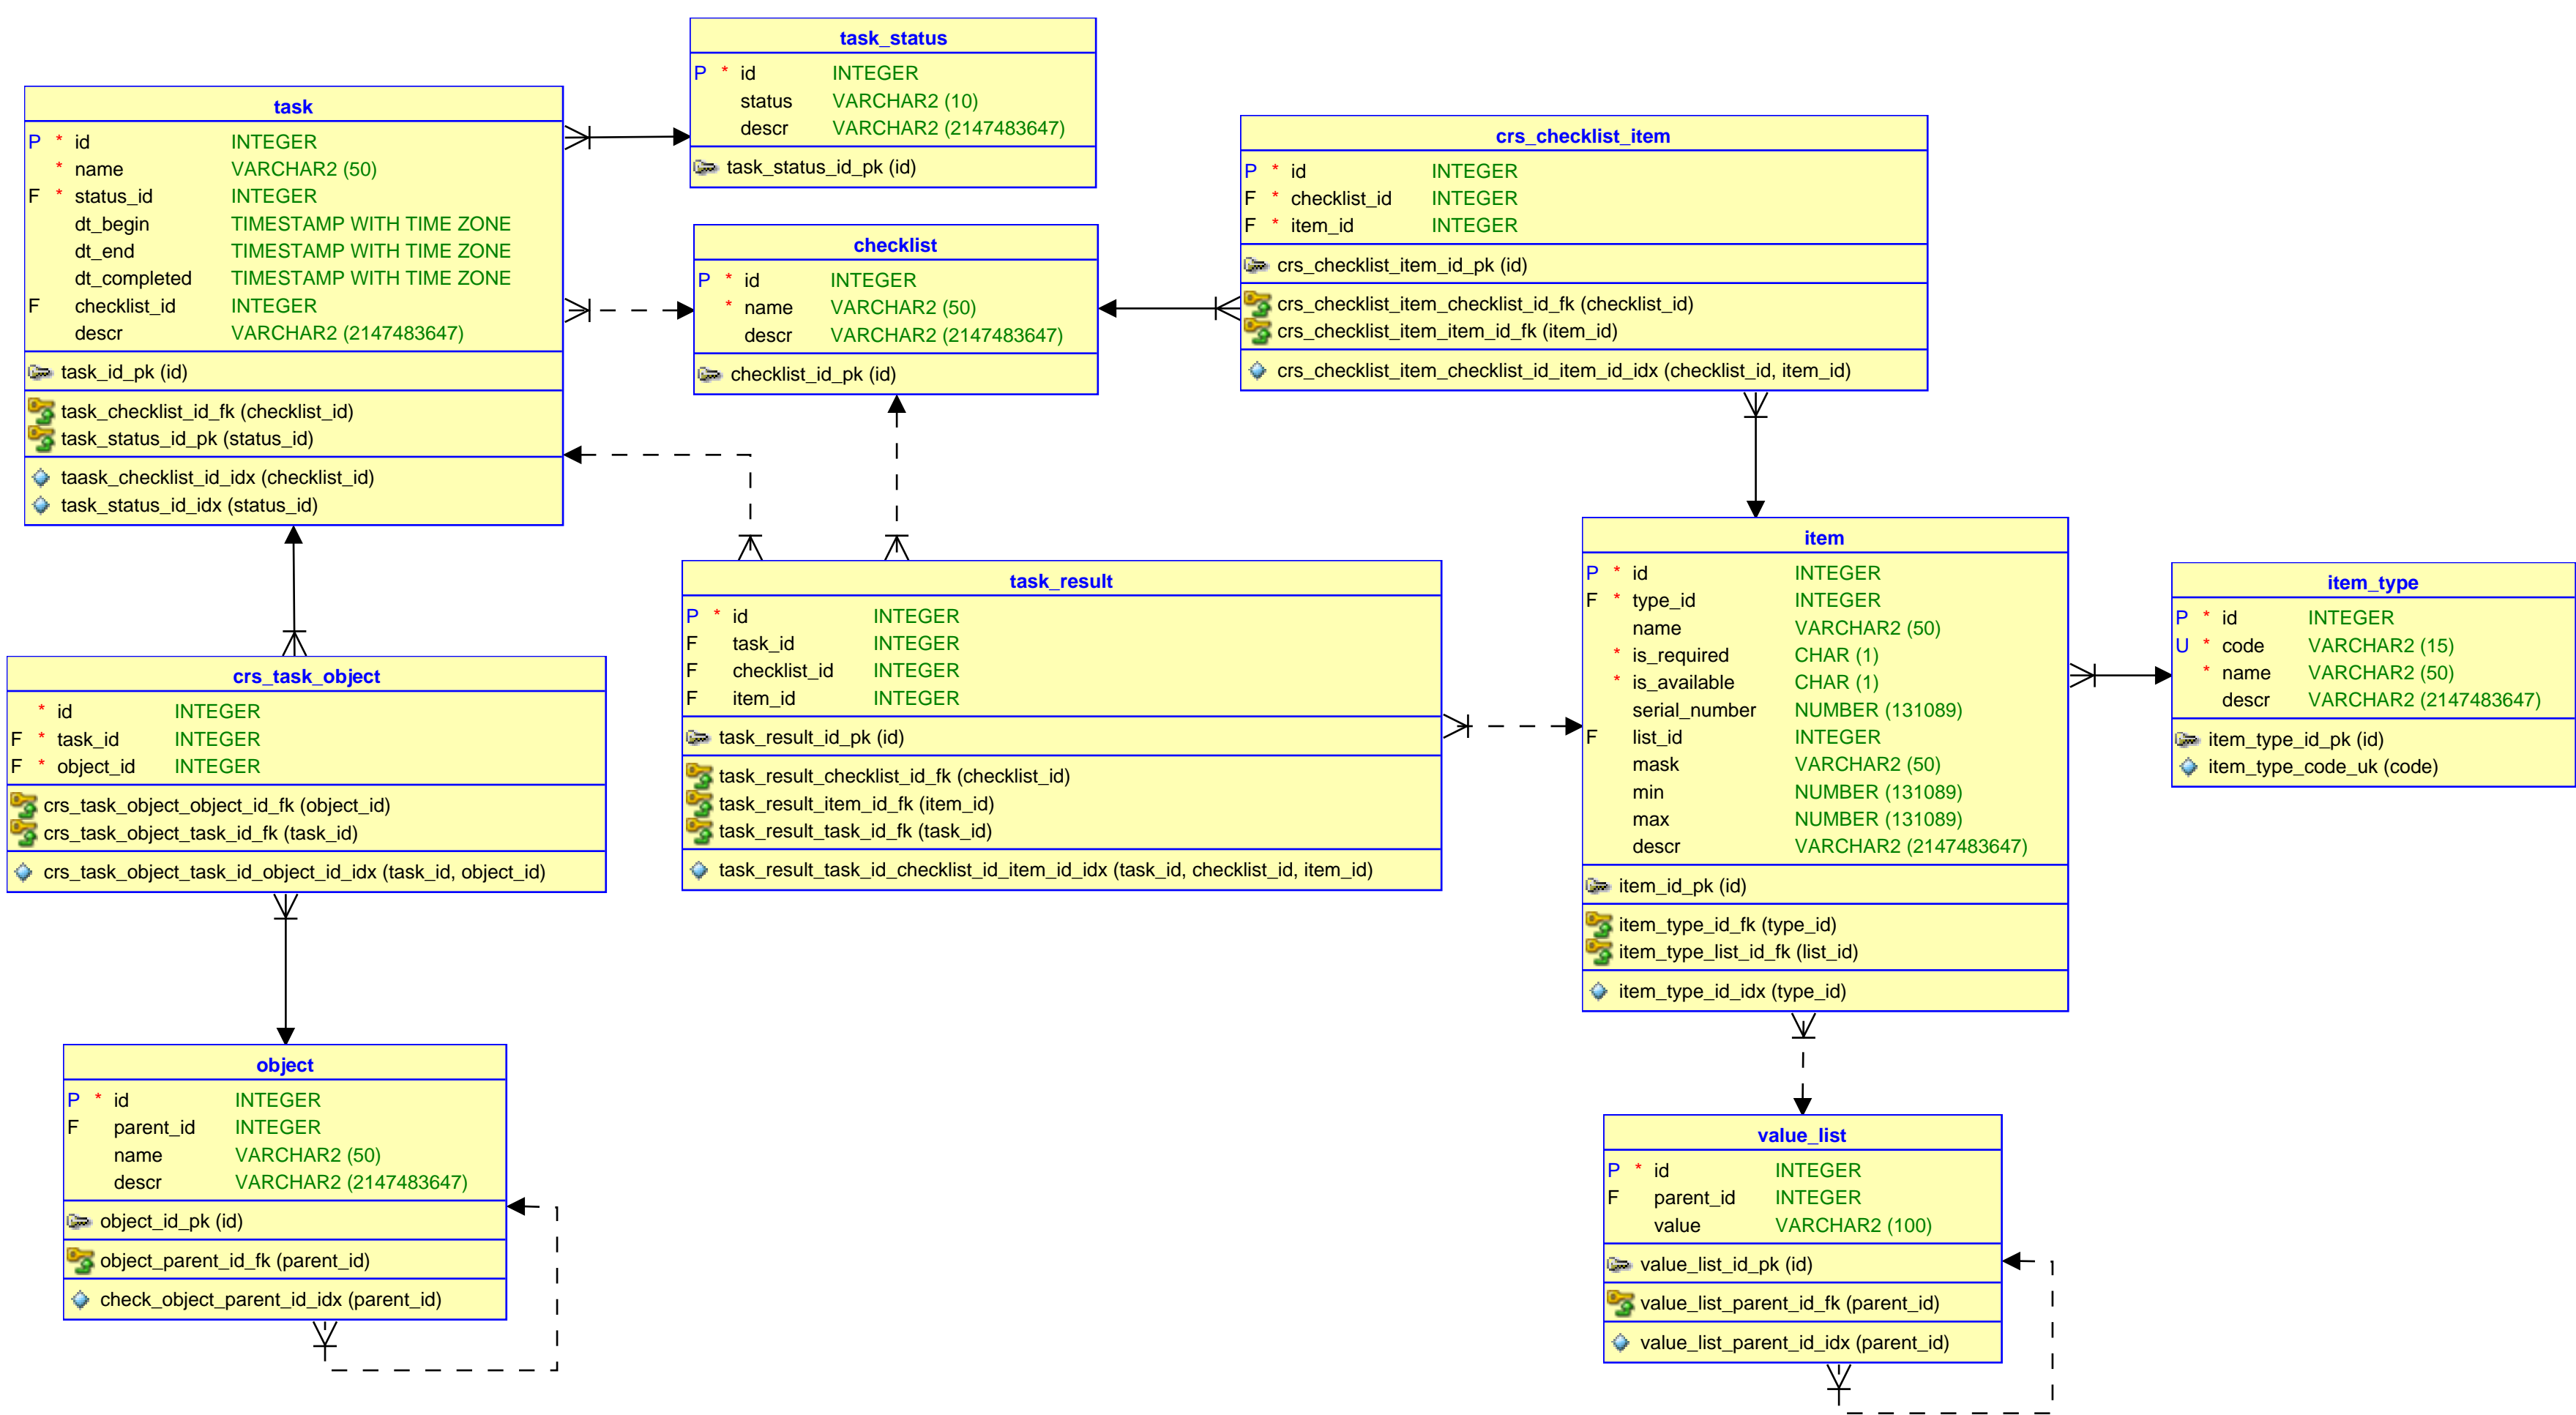 task_status
P * id INTEGER
status VARCHAR2 (10)
descr VARCHAR2 (2147483647)
task_status_id_pk (id)
task
P * id INTEGER
* name VARCHAR2 (50)
F * status_id INTEGER
dt_begin TIMESTAMP WITH TIME ZONE
dt_end TIMESTAMP WITH TIME ZONE
dt_completed TIMESTAMP WITH TIME ZONE
F checklist_id INTEGER
descr VARCHAR2 (2147483647)
task_id_pk (id)
task_checklist_id_fk (checklist_id)
task_status_id_pk (status_id)
taask_checklist_id_idx (checklist_id)
task_status_id_idx (status_id)
checklist
P * id INTEGER
* name VARCHAR2 (50)
descr VARCHAR2 (2147483647)
checklist_id_pk (id)
crs_checklist_item
P * id INTEGER
F * checklist_id INTEGER
F * item_id INTEGER
crs_checklist_item_id_pk (id)
crs_checklist_item_checklist_id_fk (checklist_id)
crs_checklist_item_item_id_fk (item_id)
crs_checklist_item_checklist_id_item_id_idx (checklist_id, item_id)
task_result
P * id INTEGER
F task_id INTEGER
F checklist_id INTEGER
F item_id INTEGER
task_result_id_pk (id)
task_result_checklist_id_fk (checklist_id)
task_result_item_id_fk (item_id)
task_result_task_id_fk (task_id)
task_result_task_id_checklist_id_item_id_idx (task_id, checklist_id, item_id)
item
P * id INTEGER
F * type_id INTEGER
name VARCHAR2 (50)
* is_required CHAR (1)
* is_available CHAR (1)
serial_number NUMBER (131089)
F list_id INTEGER
mask VARCHAR2 (50)
min NUMBER (131089)
max NUMBER (131089)
descr VARCHAR2 (2147483647)
item_id_pk (id)
item_type_id_fk (type_id)
item_type_list_id_fk (list_id)
item_type_id_idx (type_id)
item_type
P * id INTEGER
U * code VARCHAR2 (15)
* name VARCHAR2 (50)
descr VARCHAR2 (2147483647)
item_type_id_pk (id)
item_type_code_uk (code)
crs_task_object
* id INTEGER
F * task_id INTEGER
F * object_id INTEGER
crs_task_object_object_id_fk (object_id)
crs_task_object_task_id_fk (task_id)
crs_task_object_task_id_object_id_idx (task_id, object_id)
object
P * id INTEGER
F parent_id INTEGER
name VARCHAR2 (50)
descr VARCHAR2 (2147483647)
object_id_pk (id)
object_parent_id_fk (parent_id)
check_object_parent_id_idx (parent_id)
value_list
P * id INTEGER
F parent_id INTEGER
value VARCHAR2 (100)
value_list_id_pk (id)
value_list_parent_id_fk (parent_id)
value_list_parent_id_idx (parent_id)